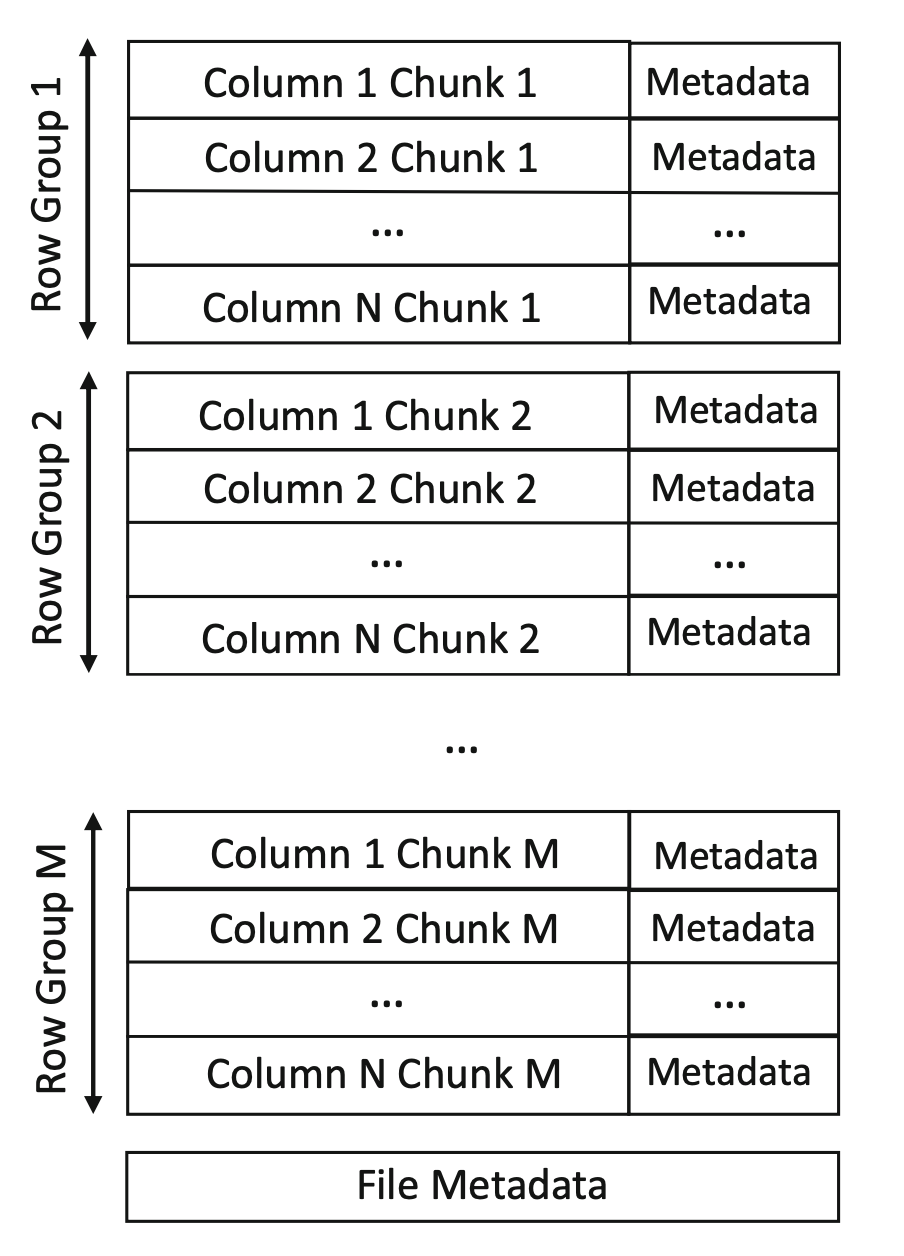 Row Group 1
Column 1 Chunk 1 Metadata
Column 2 Chunk 1 Metadata
... ...
Column N Chunk 1 Metadata
Row Group 2
Column 1 Chunk 2 Metadata
Column 2 Chunk 2 Metadata
... ...
Column N Chunk 2 Metadata
...
Row Group M
Column 1 Chunk M Metadata
Column 2 Chunk M Metadata
... ...
Column N Chunk M Metadata
File Metadata